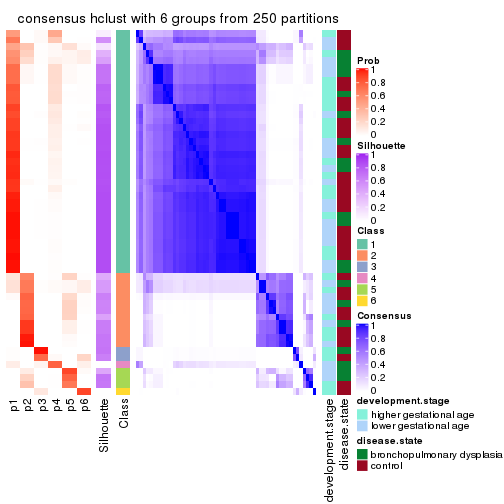 consensus hclust with 6 groups from 250 partitions
Prob
1
0.8
0.6
0.4
0.2
0
Silhouette
1
0.8
0.6
0.4
0.2
0
Class
1
2
3
4
5
6
Consensus
1
0.8
0.6
0.4
0.2
0
development.stage
higher gestational age
lower gestational age
disease.state
bronchopulmonary dysplasia
control
p1
p2
p3
p4
p5
p6
Silhouette
Class
development.stage
disease.state